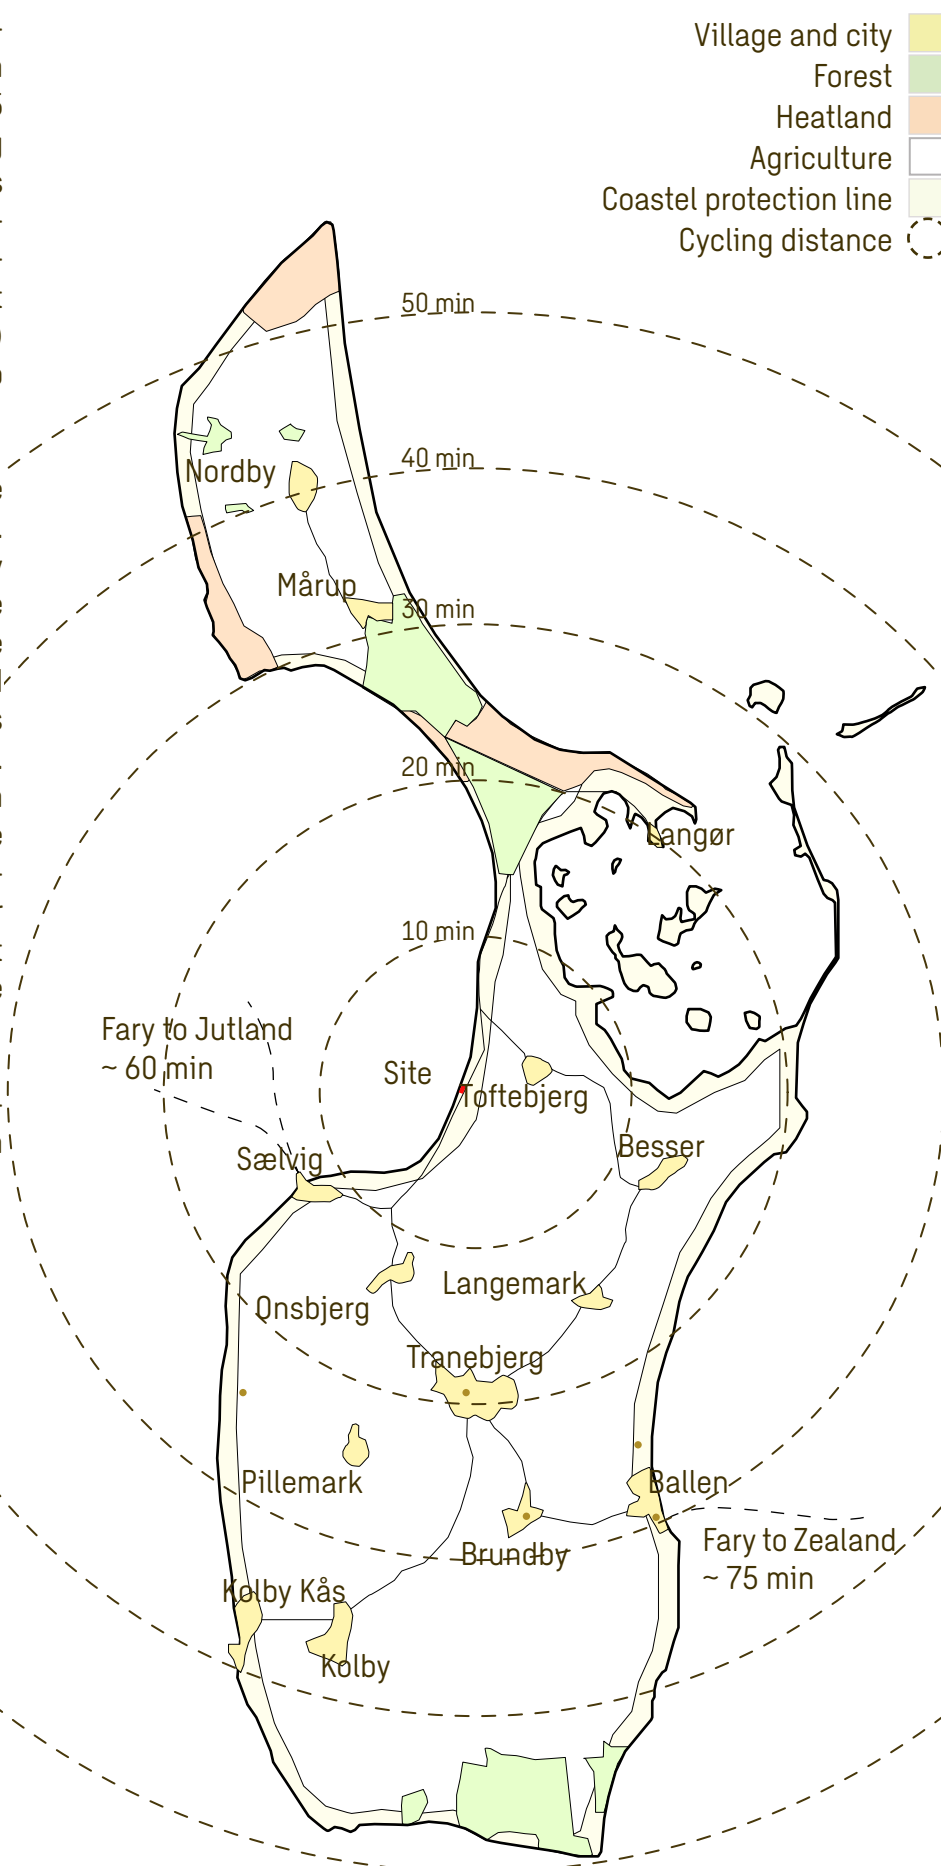 Village and city
Forest
Heatland
Agriculture
Coastel protection line
Cycling distance
50 min
40 min
Nordby
Mårup
30 min
20 min
Langør
10 min
Fary to Jutland
~ 60 min
Site
Toftebjerg
Besser
Sælvig
Langemark
Onsbjerg
Tranebjerg
Pillemark
Ballen
Brundby
Fary to Zealand
~ 75 min
Kolby Kås
Kolby